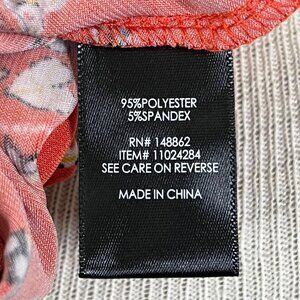 95%POLYESTER
5%SPANDEX
RN# 148862
ITEM# 11024284
SEE CARE ON REVERSE
MADE IN CHINA